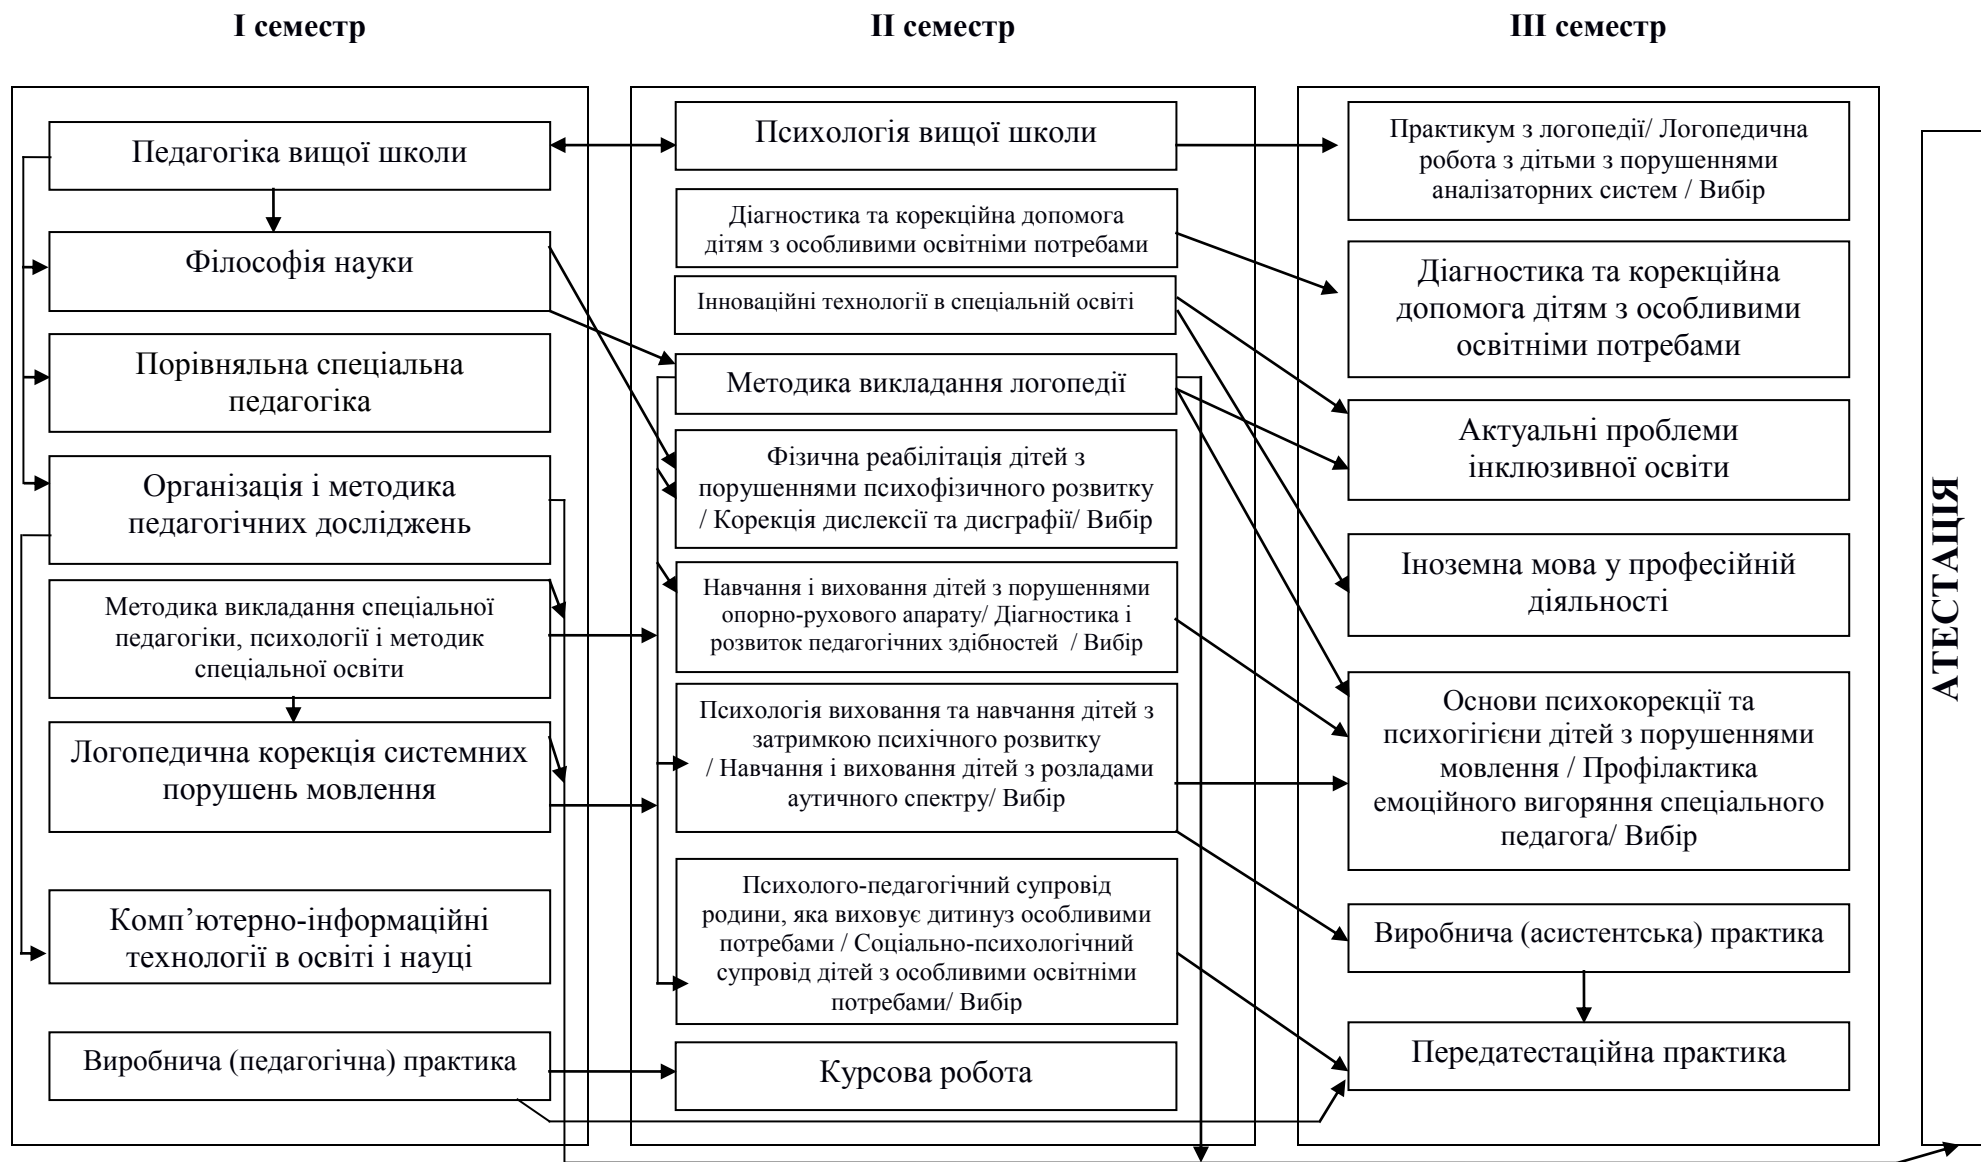 І семестр
ІІ семестр
ІІІ семестр
Педагогіка вищої школи
Філософія науки
Порівняльна спеціальна
педагогіка
Організація і методика
педагогічних досліджень
Методика викладання спеціальної
педагогіки, психології і методик
спеціальної освіти
Логопедична корекція системних
порушень мовлення
Комп’ютерно-інформаційні
технології в освіті і науці
Виробнича (педагогічна) практика
Психологія вищої школи
Діагностика та корекційна допомога
дітям з особливими освітніми потребами
Інноваційні технології в спеціальній освіті
Методика викладання логопедії
Фізична реабілітація дітей з
порушеннями психофізичного розвитку
/ Корекція дислексії та дисграфії/ Вибір
Навчання і виховання дітей з порушеннями
опорно-рухового апарату/ Діагностика і
розвиток педагогічних здібностей / Вибір
Психологія виховання та навчання дітей з
затримкою психічного розвитку
/ Навчання і виховання дітей з розладами
аутичного спектру/ Вибір
Психолого-педагогічний супровід
родини, яка виховує дитинуз особливими
потребами / Соціально-психологічний
супровід дітей з особливими освітніми
потребами/ Вибір
Курсова робота
Практикум з логопедії/ Логопедична
робота з дітьми з порушеннями
аналізаторних систем / Вибір
Діагностика та корекційна
допомога дітям з особливими
освітніми потребами
Актуальні проблеми
інклюзивної освіти
Іноземна мова у професійній
діяльності
Основи психокорекції та
психогігієни дітей з порушеннями
мовлення / Профілактика
емоційного вигоряння спеціального
педагога/ Вибір
Виробнича (асистентська) практика
Передатестаційна практика
АТЕСТАЦІЯ